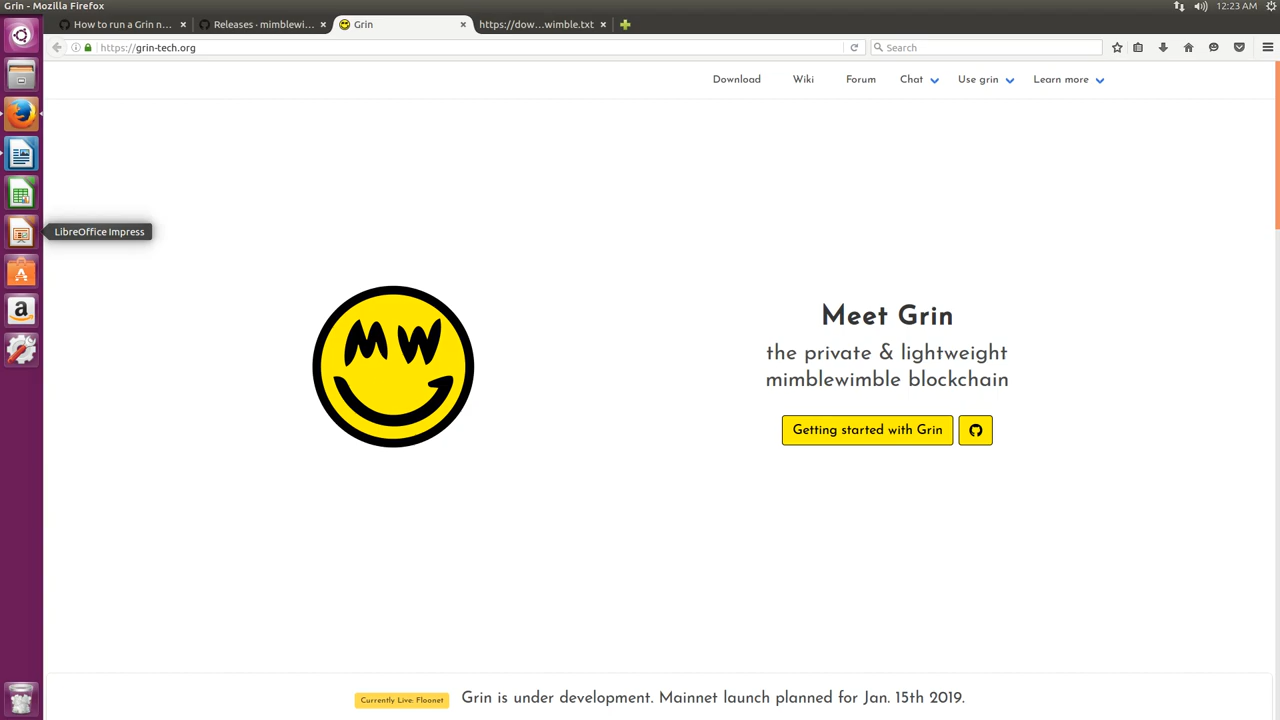 Grin - Mozilla Firefox
12:23 AM
How to run a Grin n...
Releases · mimblewi...
Grin
https://dow...wimble.txt
https://grin-tech.org
Search
Download
Wiki
Forum
Chat
Use grin
Learn more
LibreOffice Impress
MW
Meet Grin
the private & lightweight
mimblewimble blockchain
Getting started with Grin
Currently Live: Floonet
Grin is under development. Mainnet launch planned for Jan. 15th 2019.